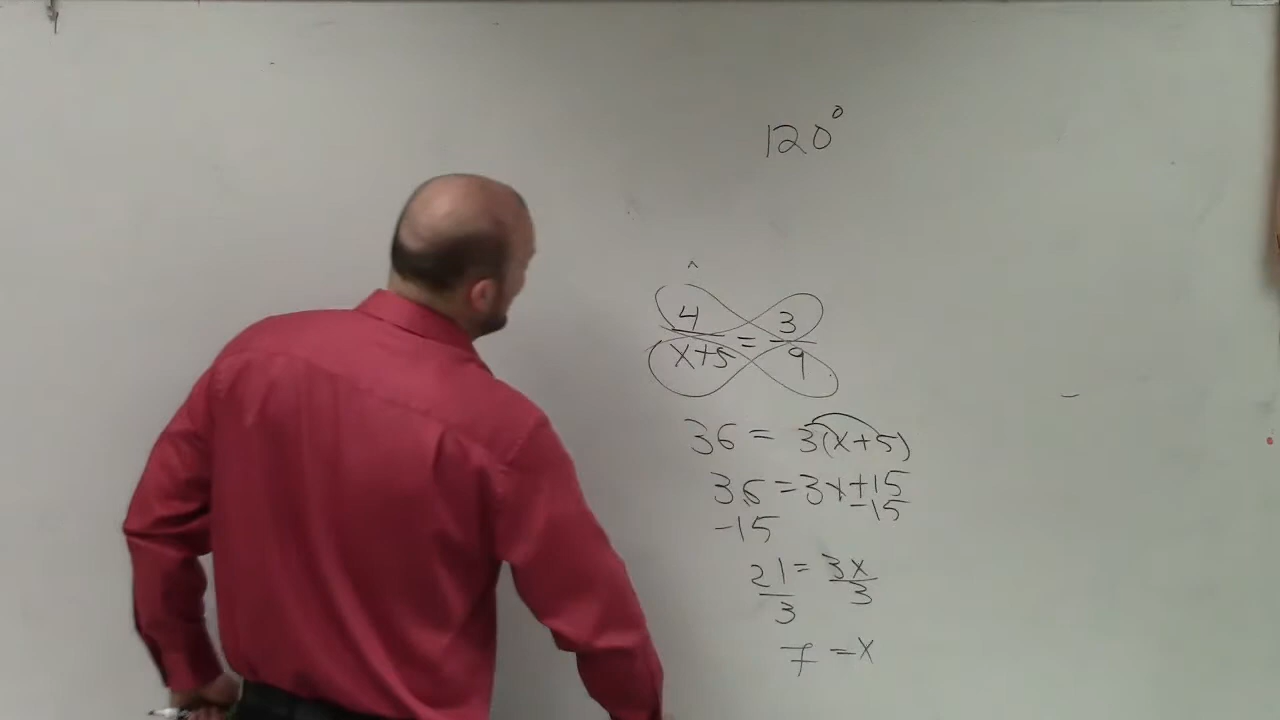 120°
4/x+5 = 3/9
36 = 3(x+5)
36 = 3x+15
-15 -15
21/3 = 3x/3
7 = x